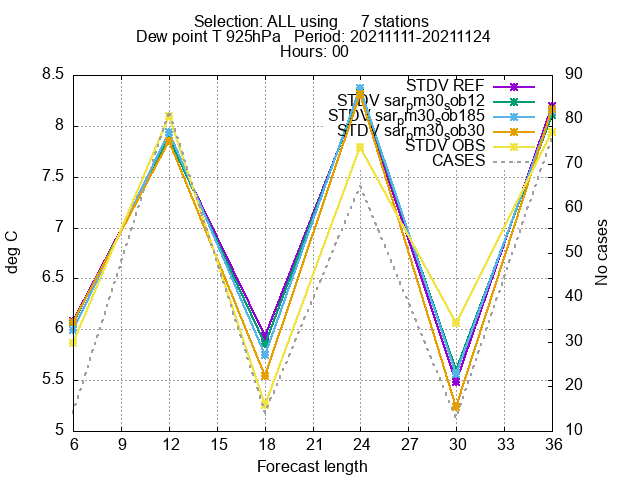 Selection: ALL using 7 stations
Dew point T 925hPa Period: 20211111-20211124
Hours: 00
8.5
8
7.5
7
6.5
6
5.5
5
deg C
90
80
70
60
50
40
30
20
10
No cases
STDV REF
STDV sar_pm30_sob12
STDV sar_pm30_sob185
STDV sar_pm30_sob30
STDV OBS
CASES
6 9 12 15 18 21 24 27 30 33 36
Forecast length